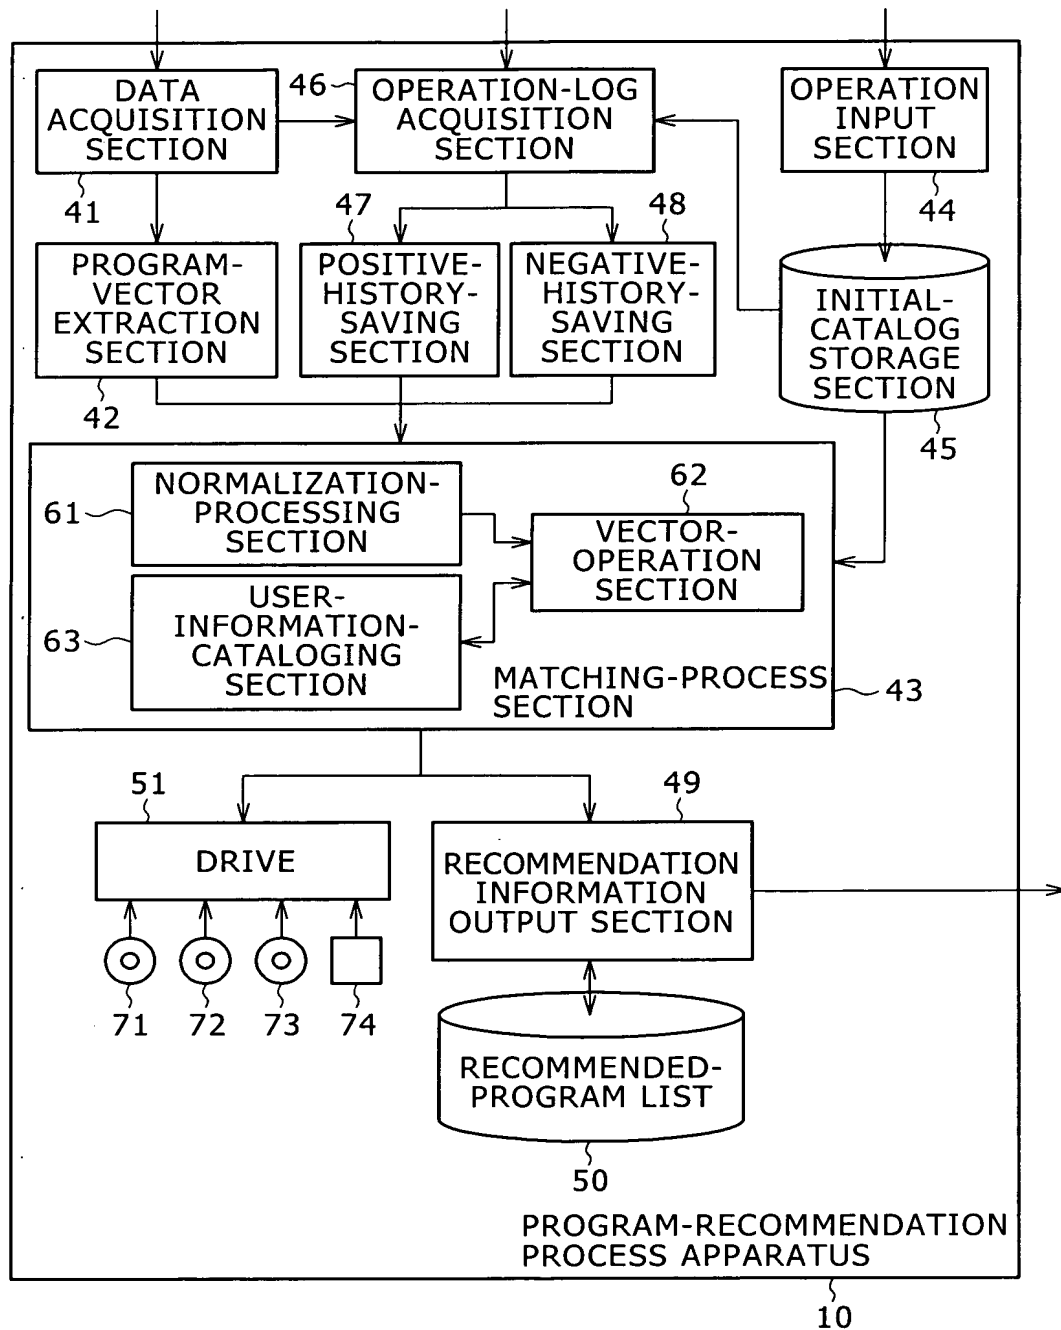 DATA
ACQUISITION
SECTION
41
46
OPERATION-LOG
ACQUISITION
SECTION
OPERATION
INPUT
SECTION
44
PROGRAM-
VECTOR
EXTRACTION
SECTION
42
47
POSITIVE-
HISTORY-
SAVING
SECTION
48
NEGATIVE-
HISTORY-
SAVING
SECTION
INITIAL-
CATALOG
STORAGE
SECTION
45
61
NORMALIZATION-
PROCESSING
SECTION
62
VECTOR-
OPERATION
SECTION
63
USER-
INFORMATION-
CATALOGING
SECTION
MATCHING-PROCESS
SECTION
43
51
DRIVE
71
72
73
74
49
RECOMMENDATION
INFORMATION
OUTPUT SECTION
RECOMMENDED-
PROGRAM LIST
50
PROGRAM-RECOMMENDATION
PROCESS APPARATUS
10